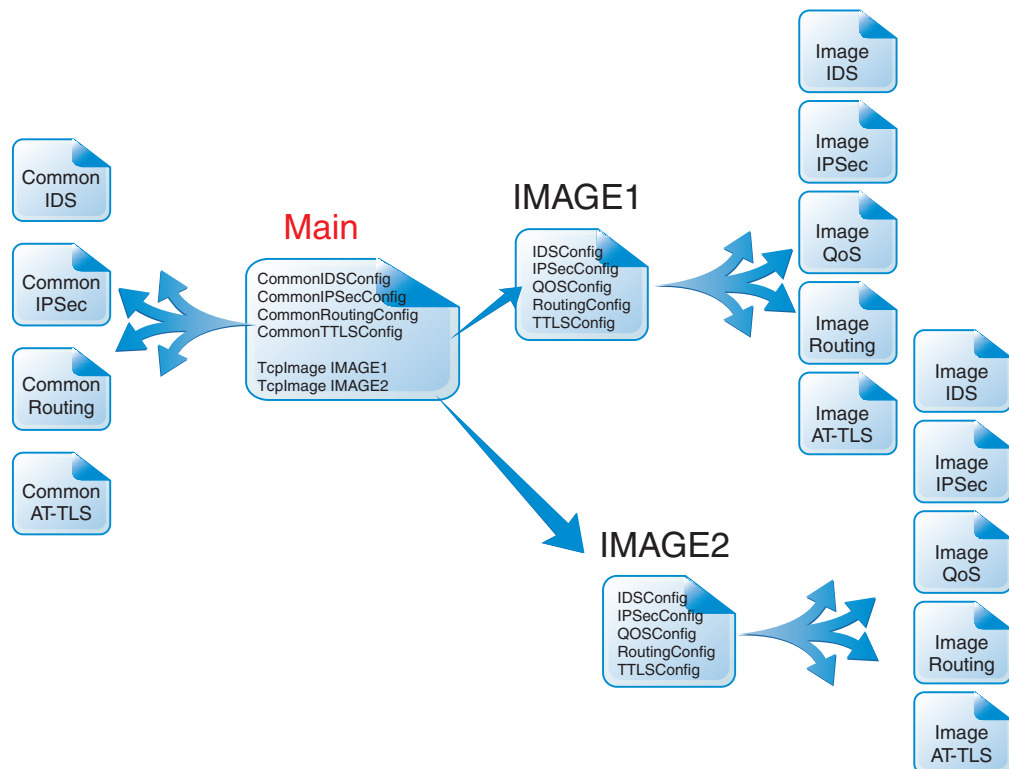 Common
IDS
Common
IPSec
Common
Routing
Common
AT-TLS
Main
CommonIDSConfig
CommonIPSecConfig
CommonRoutingConfig
CommonTTLSConfig
TcpImage IMAGE1
TcpImage IMAGE2
IMAGE1
IDSConfig
IPSecConfig
QOSConfig
RoutingConfig
TTLSConfig
Image
IDS
Image
IPSec
Image
QoS
Image
Routing
Image
AT-TLS
IMAGE2
IDSConfig
IPSecConfig
QOSConfig
RoutingConfig
TTLSConfig
Image
IDS
Image
IPSec
Image
QoS
Image
Routing
Image
AT-TLS